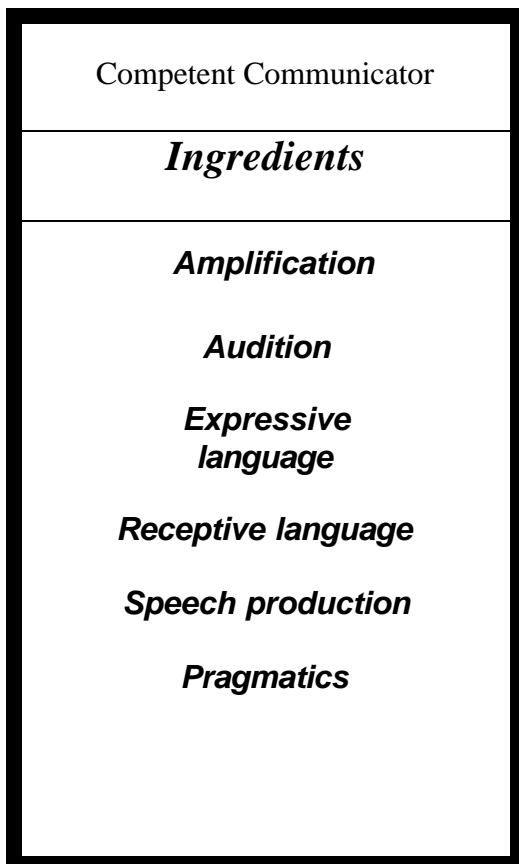 Competent Communicator
Ingredients
Amplification
Audition
Expressive
language
Receptive language
Speech production
Pragmatics